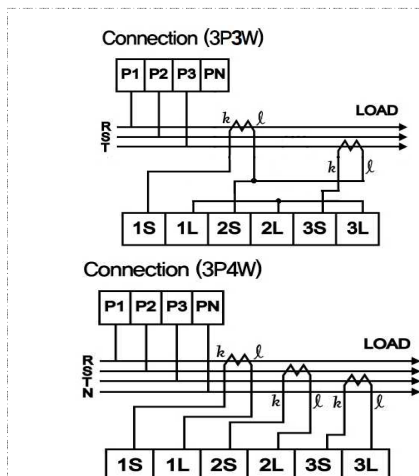 Connection (3P3W)
P1 P2 P3 PN
LOAD
R
S
T
k ℓ
k ℓ
1S 1L 2S 2L 3S 3L
Connection (3P4W)
P1 P2 P3 PN
LOAD
R
S
T
N
k ℓ
k ℓ
k ℓ
1S 1L 2S 2L 3S 3L